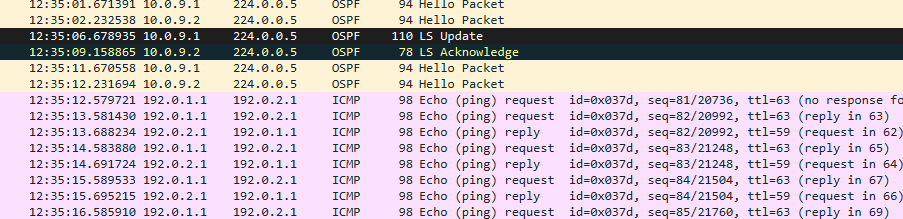 12:35:01.671391 10.0.9.1 224.0.0.5 OSPF 94 Hello Packet
12:35:02.232538 10.0.9.2 224.0.0.5 OSPF 94 Hello Packet
12:35:06.678935 10.0.9.1 224.0.0.5 OSPF 110 LS Update
12:35:09.158865 10.0.9.2 224.0.0.5 OSPF 78 LS Acknowledge
12:35:11.670558 10.0.9.1 224.0.0.5 OSPF 94 Hello Packet
12:35:12.231694 10.0.9.2 224.0.0.5 OSPF 94 Hello Packet
12:35:12.579721 192.0.1.1 192.0.2.1 ICMP 98 Echo (ping) request id=0x037d, seq=81/20736, ttl=63 (no response fo
12:35:13.581430 192.0.1.1 192.0.2.1 ICMP 98 Echo (ping) request id=0x037d, seq=82/20992, ttl=63 (reply in 63)
12:35:13.688234 192.0.2.1 192.0.1.1 ICMP 98 Echo (ping) reply id=0x037d, seq=82/20992, ttl=59 (request in 62)
12:35:14.583880 192.0.1.1 192.0.2.1 ICMP 98 Echo (ping) request id=0x037d, seq=83/21248, ttl=63 (reply in 65)
12:35:14.691724 192.0.2.1 192.0.1.1 ICMP 98 Echo (ping) reply id=0x037d, seq=83/21248, ttl=59 (request in 64)
12:35:15.589533 192.0.1.1 192.0.2.1 ICMP 98 Echo (ping) request id=0x037d, seq=84/21504, ttl=63 (reply in 67)
12:35:15.695215 192.0.2.1 192.0.1.1 ICMP 98 Echo (ping) reply id=0x037d, seq=84/21504, ttl=59 (request in 66)
12:35:16.585910 192.0.1.1 192.0.2.1 ICMP 98 Echo (ping) request id=0x037d, seq=85/21760, ttl=63 (reply in 69)